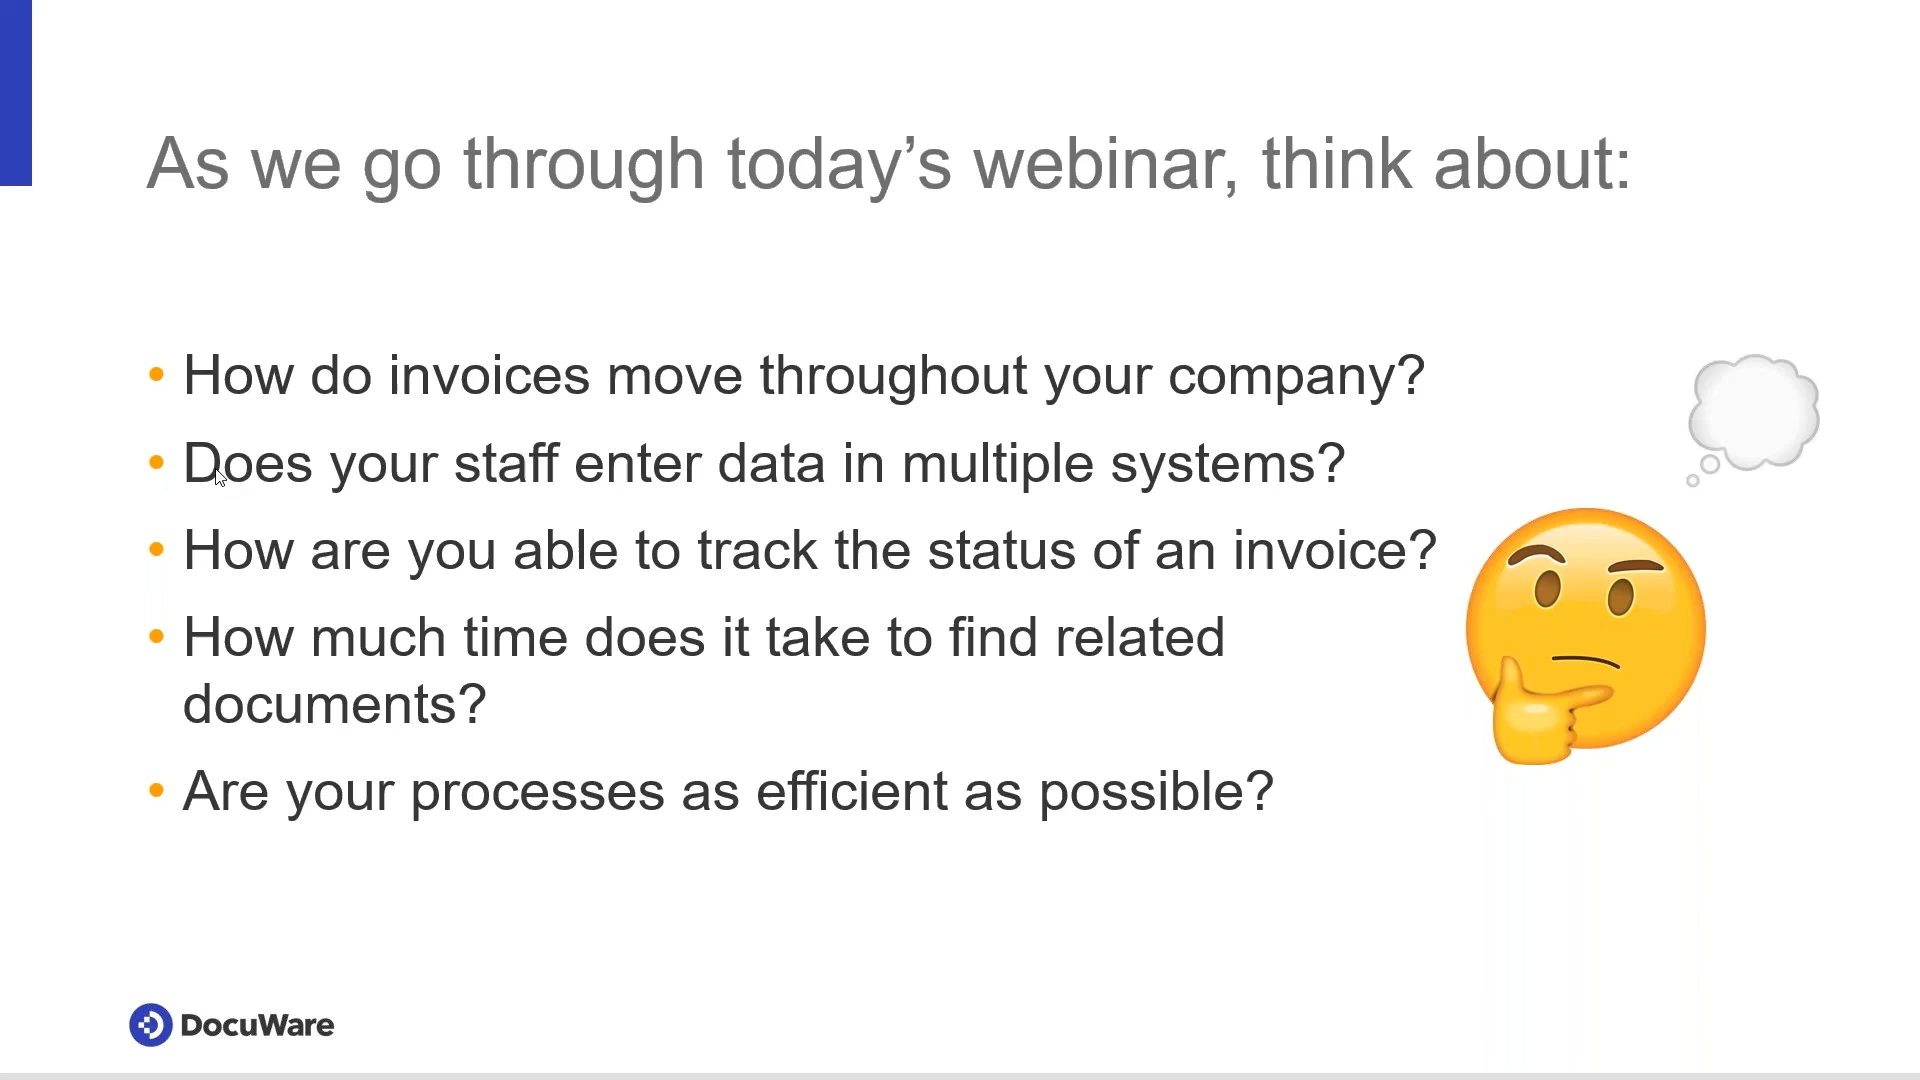 As we go through today’s webinar, think about:
• How do invoices move throughout your company?
• Does your staff enter data in multiple systems?
• How are you able to track the status of an invoice?
• How much time does it take to find related
documents?
• Are your processes as efficient as possible?
DocuWare